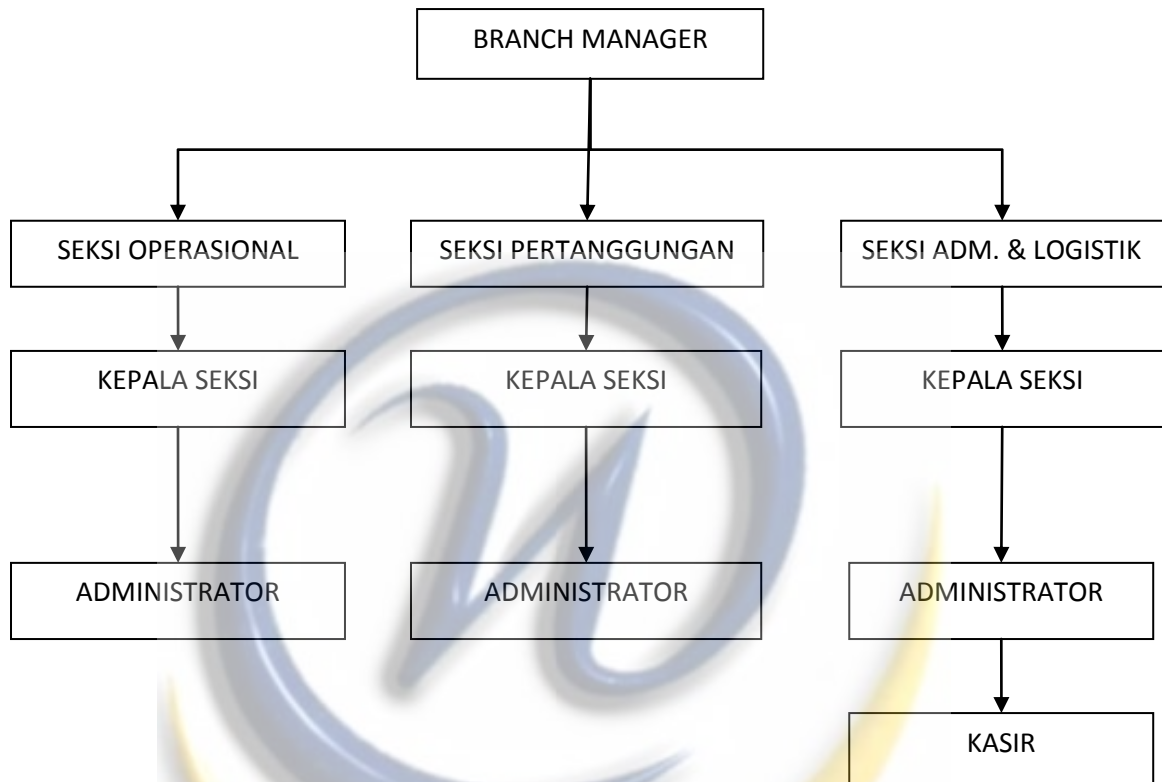 BRANCH MANAGER
SEKSI OPERASIONAL
SEKSI PERTANGGUNGAN
SEKSI ADM. & LOGISTIK
KEPALA SEKSI
KEPALA SEKSI
KEPALA SEKSI
ADMINISTRATOR
ADMINISTRATOR
ADMINISTRATOR
KASIR